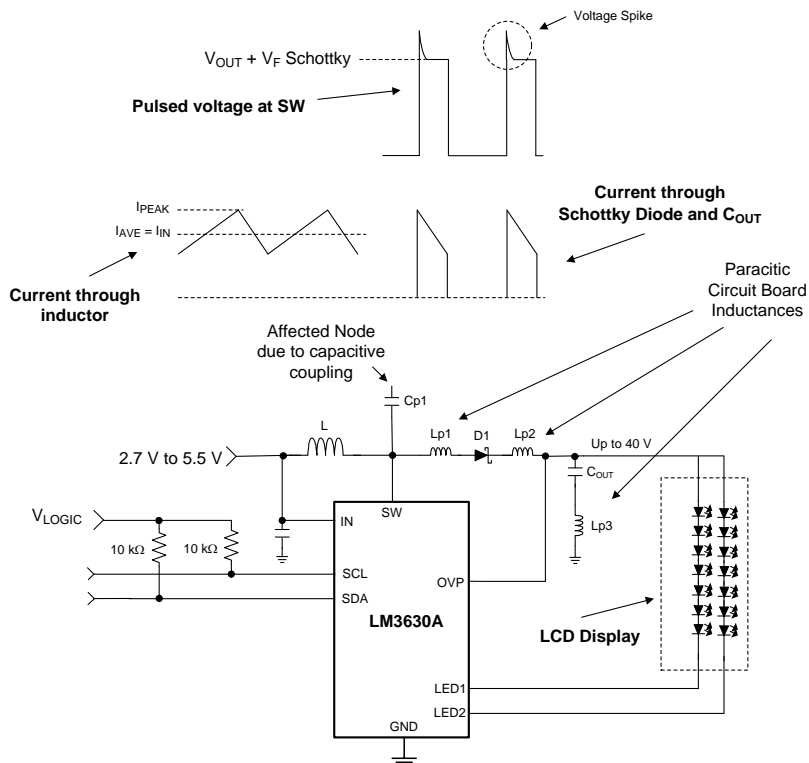 Voltage Spike
VOUT + VF Schottky
Pulsed voltage at SW
IPEAK
IAVE = IIN
Current through
Schottky Diode and COUT
Current through
inductor
Paracitic
Circuit Board
Inductances
Affected Node
due to capacitive
coupling
Cp1
L
Lp1
D1
Lp2
Up to 40 V
2.7 V to 5.5 V
COUT
SW
VLOGIC
IN
Lp3
10 kΩ
10 kΩ
SCL
OVP
SDA
LM3630A
LCD Display
LED1
LED2
GND